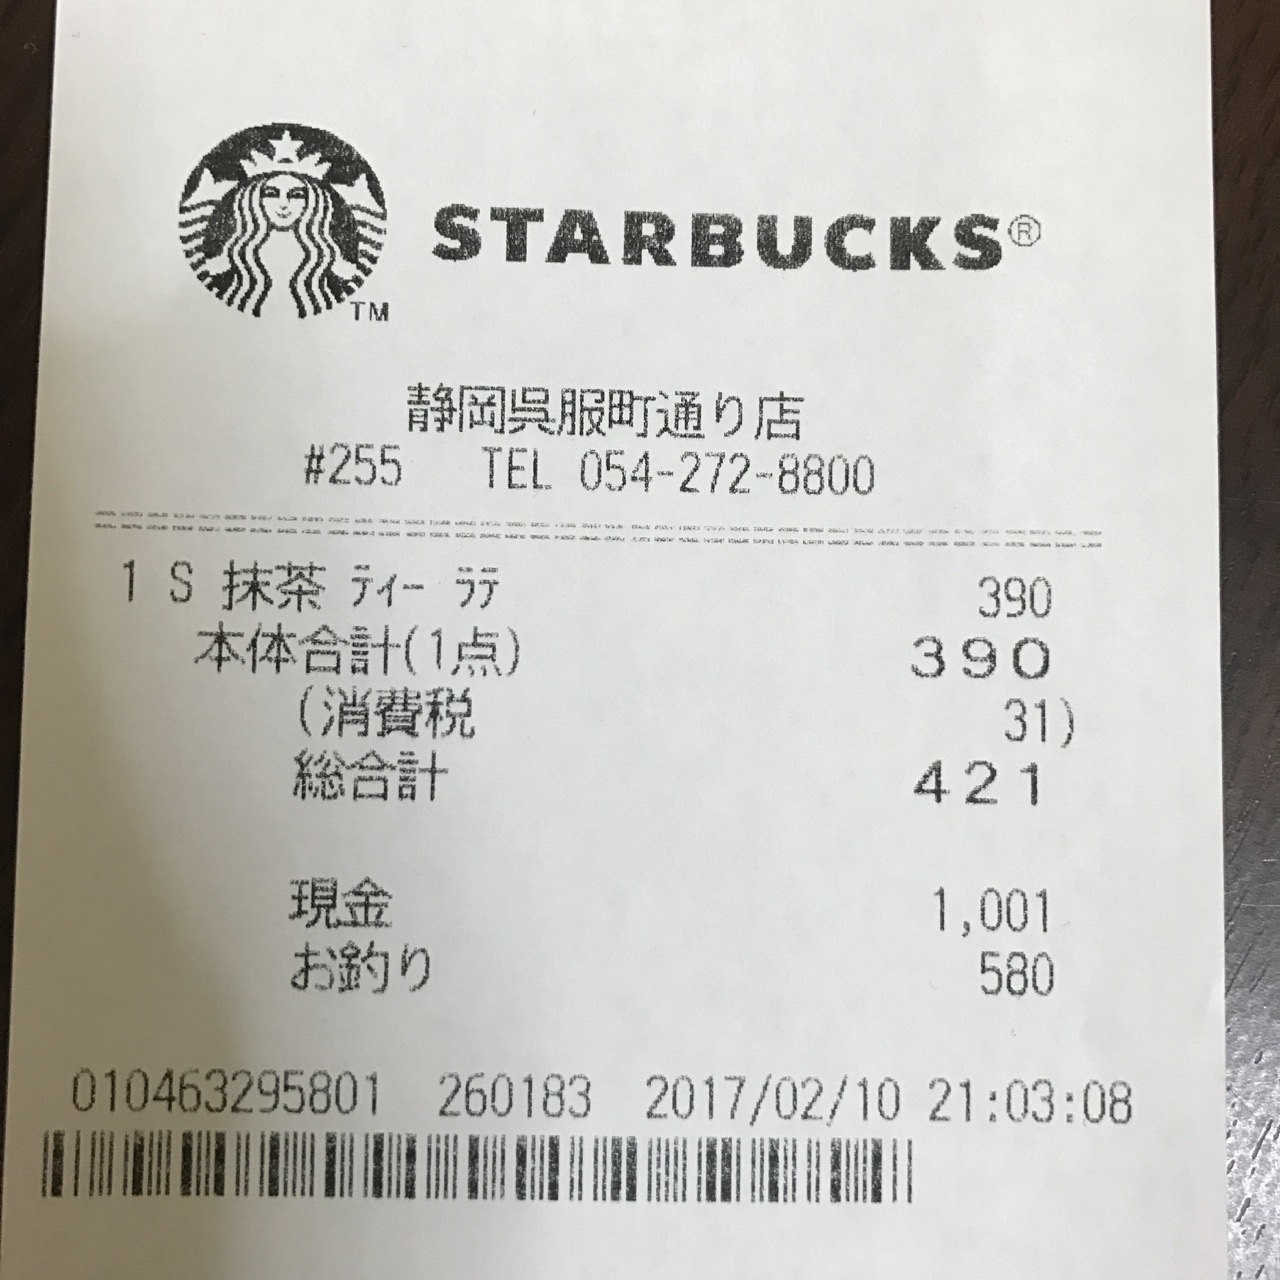 STARBUCKS®
TM
静岡呉服町通り店
#255 TEL 054-272-8800
1 S 抹茶 ティー ラテ 390
本体合計(1点) 390
(消費税 31)
総合計 421
現金 1,001
お釣り 580
010463295801 260183 2017/02/10 21:03:08